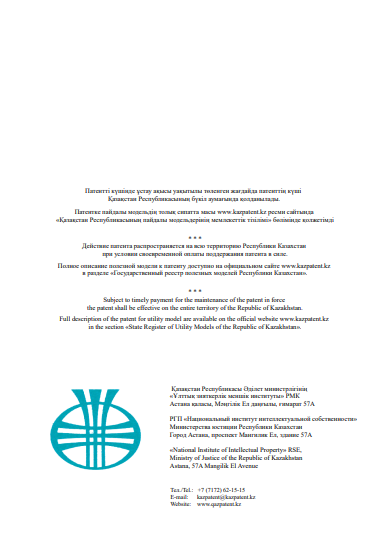 Патентті күшінде ұстау ақысы уақытылы төленген жағдайда патенттің күші
Қазақстан Республикасының бүкіл аумағында қолданылады.
Патентке пайдалы модельдің толық сипаттамасы www.kazpatent.kz ресми сайтында
«Қазақстан Республикасының пайдалы модельдерінің мемлекеттік тізілімі» бөлімінде қолжетімді
* * *
Действие патента распространяется на всю территорию Республики Казахстан
при условии своевременной оплаты поддержания патента в силе.
Полное описание полезной модели к патенту доступно на официальном сайте www.kazpatent.kz
в разделе «Государственный реестр полезных моделей Республики Казахстан».
* * *
Subject to timely payment for the maintenance of the patent in force
the patent shall be effective on the entire territory of the Republic of Kazakhstan.
Full description of the patent for utility model are available on the official website www.kazpatent.kz
in the section «State Register of Utility Models of the Republic of Kazakhstan».
Қазақстан Республикасы Әділет министрлігінің
«Ұлттық зияткерлік меншік институты» РМК
Астана қаласы, Мәңгілік Ел даңғылы, ғимарат 57А
РГП «Национальный институт интеллектуальной собственности»
Министерства юстиции Республики Казахстан
Город Астана, проспект Мангилик Ел, здание 57А
«National Institute of Intellectual Property» RSE,
Ministry of Justice of the Republic of Kazakhstan
Astana, 57A Mangilik El Avenue
Тел./Tel.: +7 (7172) 62-15-15
E-mail: kazpatent@kazpatent.kz
Website: www.qazpatent.kz